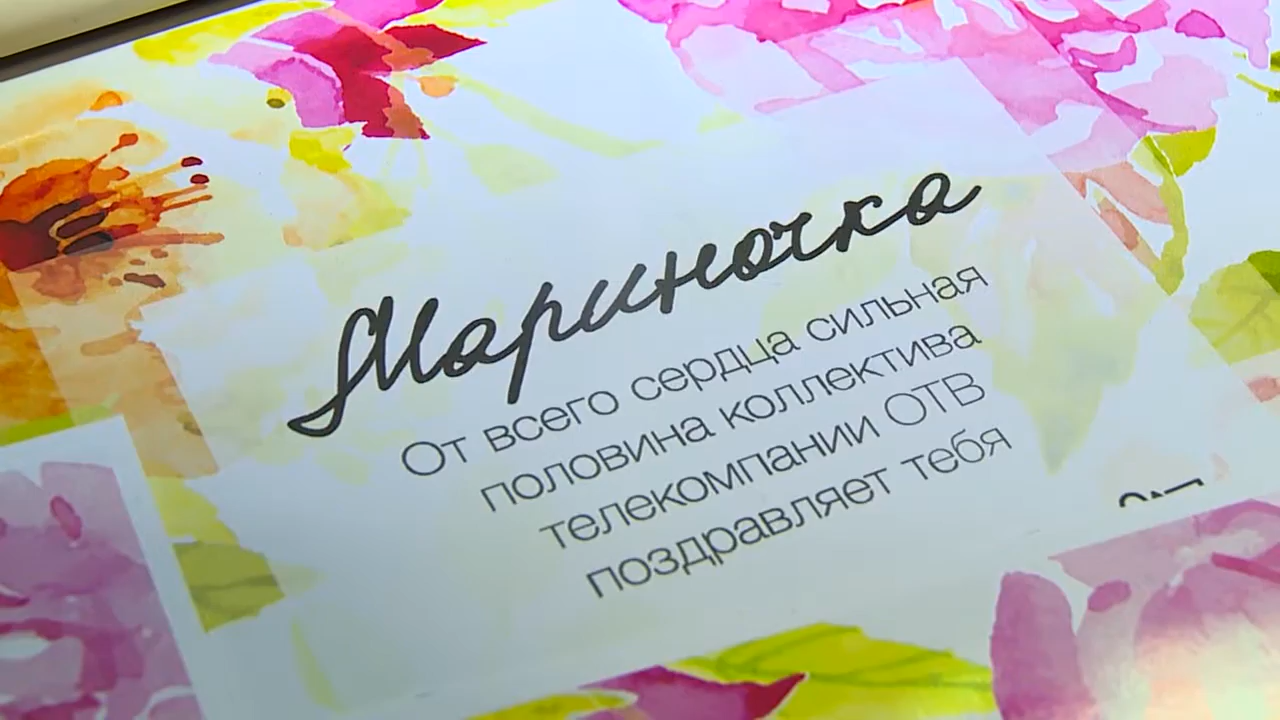 Мариночка
От всего сердца сильная
половина коллектива
телекомпании ОТВ
поздравляет тебя